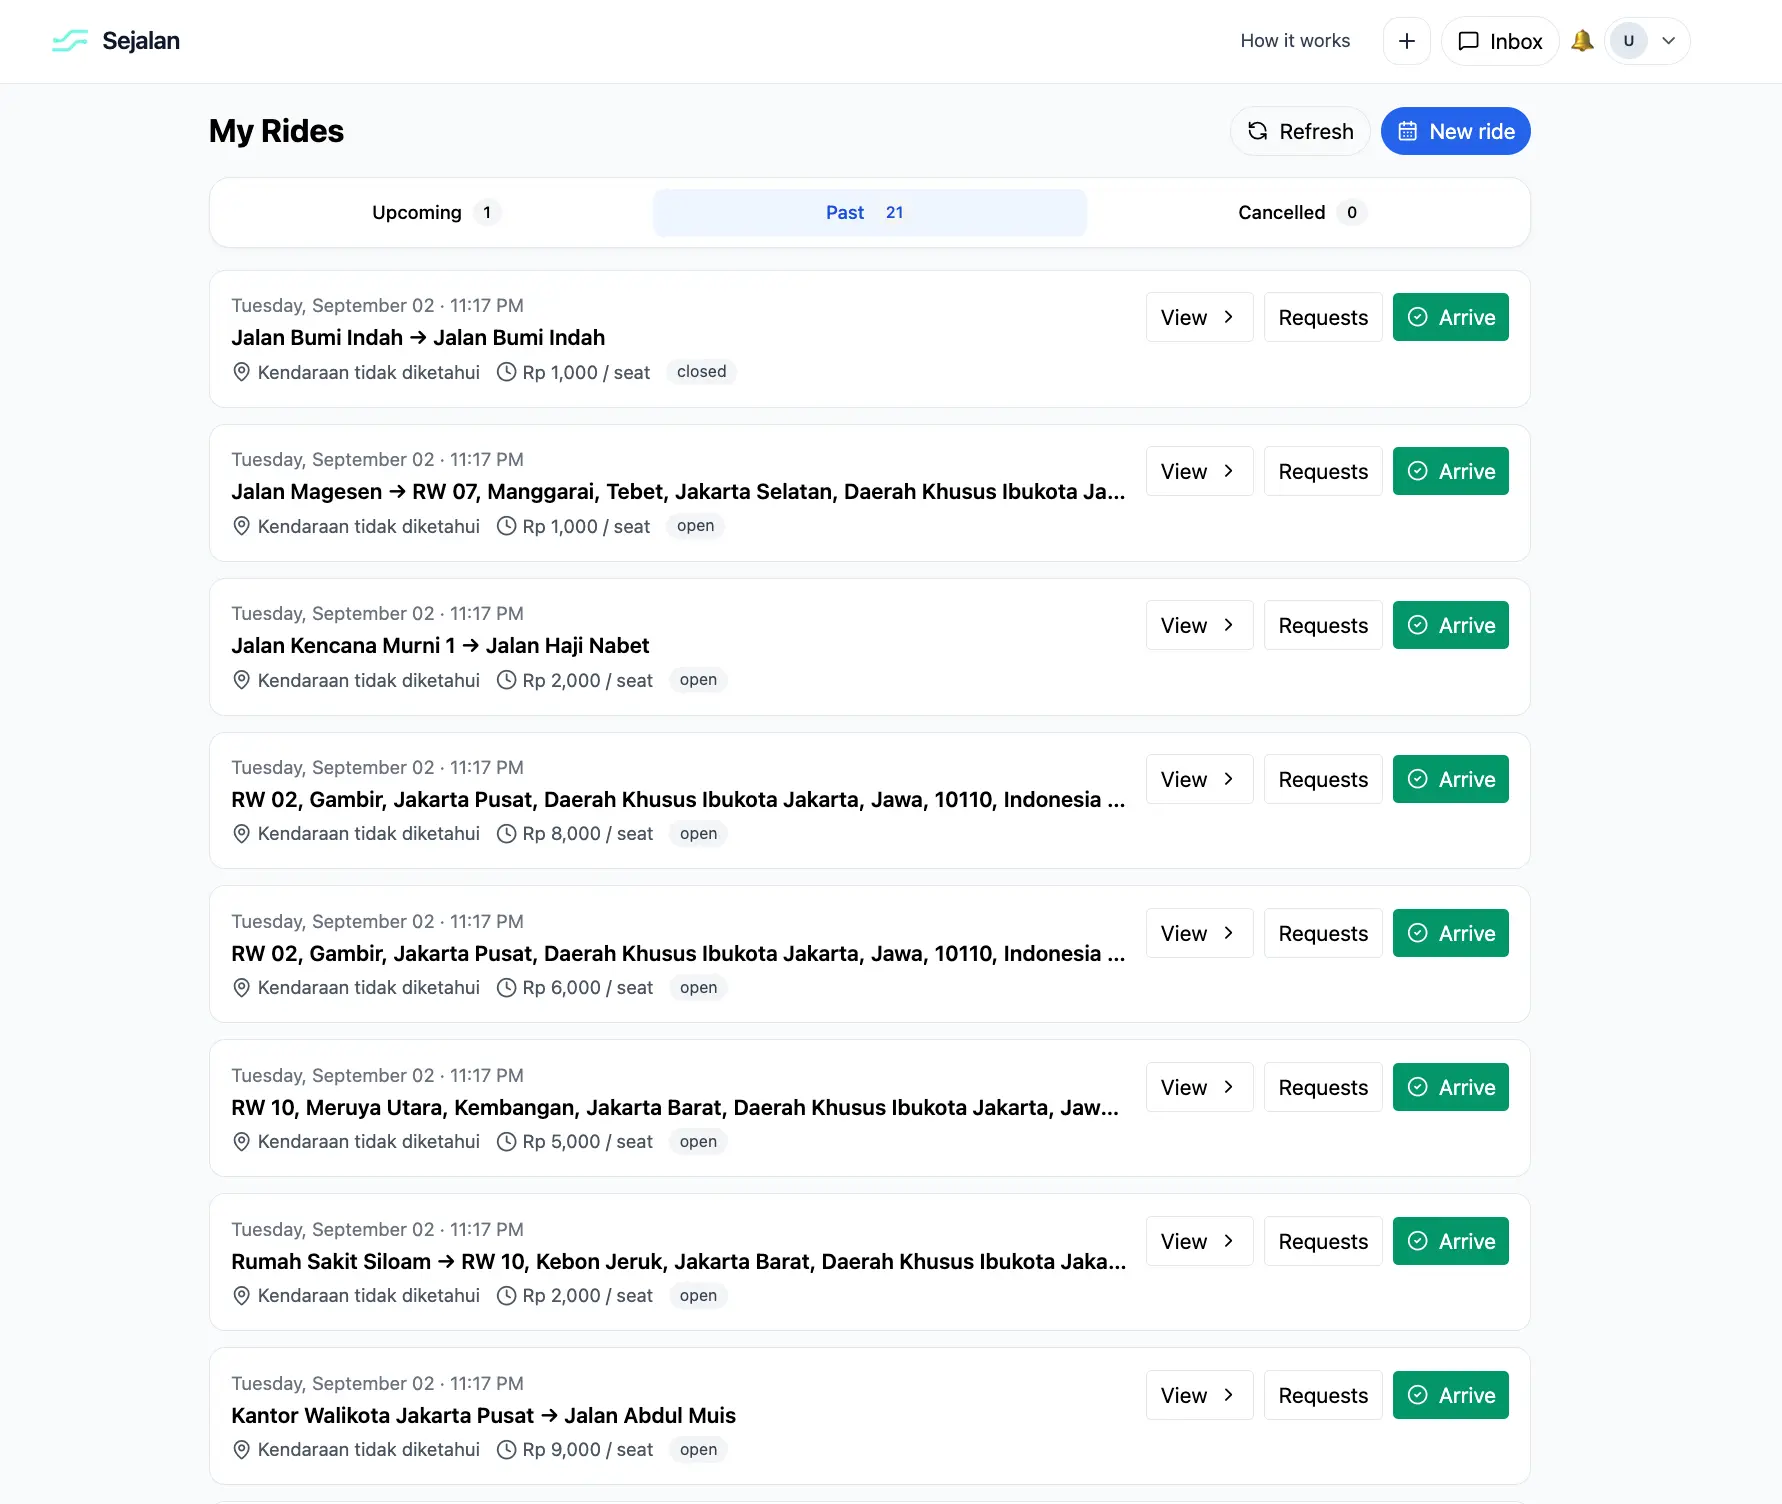 Sejalan
How it works
Inbox
U
My Rides
Refresh
New ride
Upcoming 1
Past 21
Cancelled 0
Tuesday, September 02 · 11:17 PM
Jalan Bumi Indah → Jalan Bumi Indah
Kendaraan tidak diketahui Rp 1,000 / seat closed
View Requests Arrive
Tuesday, September 02 · 11:17 PM
Jalan Magesen → RW 07, Manggarai, Tebet, Jakarta Selatan, Daerah Khusus Ibukota Ja...
Kendaraan tidak diketahui Rp 1,000 / seat open
View Requests Arrive
Tuesday, September 02 · 11:17 PM
Jalan Kencana Murni 1 → Jalan Haji Nabet
Kendaraan tidak diketahui Rp 2,000 / seat open
View Requests Arrive
Tuesday, September 02 · 11:17 PM
RW 02, Gambir, Jakarta Pusat, Daerah Khusus Ibukota Jakarta, Jawa, 10110, Indonesia ...
Kendaraan tidak diketahui Rp 8,000 / seat open
View Requests Arrive
Tuesday, September 02 · 11:17 PM
RW 02, Gambir, Jakarta Pusat, Daerah Khusus Ibukota Jakarta, Jawa, 10110, Indonesia ...
Kendaraan tidak diketahui Rp 6,000 / seat open
View Requests Arrive
Tuesday, September 02 · 11:17 PM
RW 10, Meruya Utara, Kembangan, Jakarta Barat, Daerah Khusus Ibukota Jakarta, Jaw...
Kendaraan tidak diketahui Rp 5,000 / seat open
View Requests Arrive
Tuesday, September 02 · 11:17 PM
Rumah Sakit Siloam → RW 10, Kebon Jeruk, Jakarta Barat, Daerah Khusus Ibukota Jaka...
Kendaraan tidak diketahui Rp 2,000 / seat open
View Requests Arrive
Tuesday, September 02 · 11:17 PM
Kantor Walikota Jakarta Pusat → Jalan Abdul Muis
Kendaraan tidak diketahui Rp 9,000 / seat open
View Requests Arrive